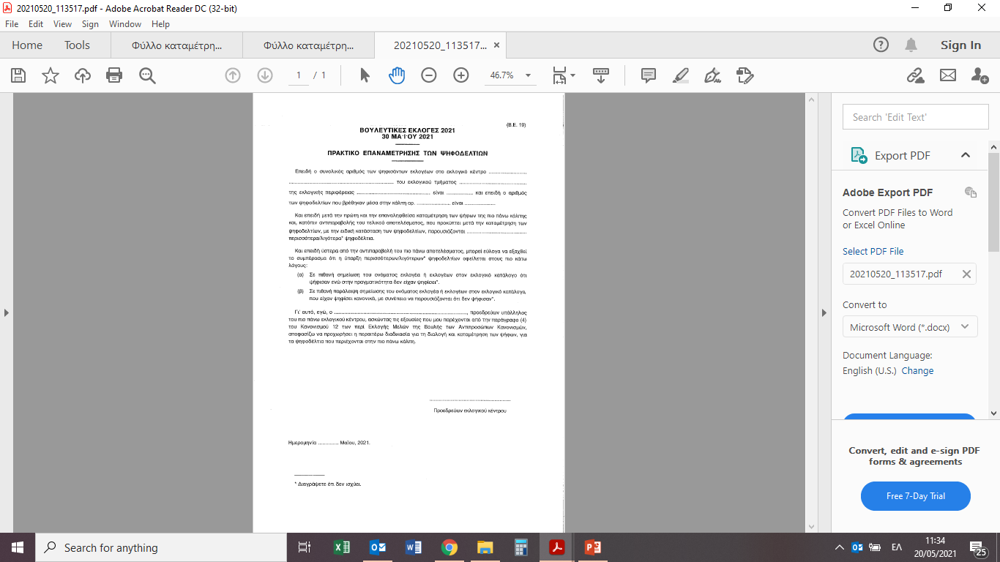 20210520_113517.pdf - Adobe Acrobat Reader DC (32-bit)
File Edit View Sign Window Help
Home Tools Φύλλο καταμέτρη... Φύλλο καταμέτρη... 20210520_113517... × Sign In
1 / 1 46.7%
(Β.Ε. 19)
ΒΟΥΛΕΥΤΙΚΕΣ ΕΚΛΟΓΕΣ 2021
30 ΜΑΪΟΥ 2021
ΠΡΑΚΤΙΚΟ ΕΠΑΝΑΜΕΤΡΗΣΗΣ ΤΩΝ ΨΗΦΟΔΕΛΤΙΩΝ
Επειδή ο συνολικός αριθμός των ψηφισάντων εκλογέων στο εκλογικό κέντρο ........................
.................................................................. του εκλογικού τμήματος ..........................................
της εκλογικής περιφέρειας .............................................. είναι ................. και επειδή ο αριθμός
των ψηφοδελτίων που βρέθηκαν μέσα στην κάλπη αρ. ..................... είναι ...................
Και επειδή μετά την πρώτη και την επαναληφθείσα καταμέτρηση των ψήφων της πιο πάνω κάλπης
και, κατόπιν αντιπαραβολής του τελικού αποτελέσματος, που προκύπτει μετά την καταμέτρηση των
ψηφοδελτίων, με την ειδική κατάσταση των ψηφοδελτίων, παρουσιάζονται ......................................
περισσότερα/λιγότερα* ψηφοδέλτια.
Και επειδή ύστερα από την αντιπαραβολή του πιο πάνω αποτελέσματος, μπορεί εύλογα να εξαχθεί
το συμπέρασμα ότι η ύπαρξη περισσότερων/λιγότερων* ψηφοδελτίων οφείλεται στους πιο κάτω
λόγους:
(α) Σε πιθανή σημείωση του ονόματος εκλογέα ή εκλογέων στον εκλογικό κατάλογο ότι
ψήφισαν ενώ στην πραγματικότητα δεν είχαν ψηφίσει*.
(β) Σε πιθανή παράλειψη σημείωσης του ονόματος εκλογέα ή εκλογέων στον εκλογικό κατάλογο,
που είχαν ψηφίσει κανονικά, με συνέπεια να παρουσιάζονται ότι δεν ψήφισαν*.
Γι' αυτό, εγώ, ο ...................................................................................., προεδρεύων υπάλληλος
του πιο πάνω εκλογικού κέντρου, ασκώντας τις εξουσίες που μου παρέχονται από την παράγραφο (4)
του Κανονισμού 12 των περί Εκλογής Μελών της Βουλής των Αντιπροσώπων Κανονισμών,
αποφασίζω να προχωρήσει η περαιτέρω διαδικασία για τη διαλογή και καταμέτρηση των ψήφων, για
τα ψηφοδέλτια που περιέχονται στην πιο πάνω κάλπη.
....................................................
Προεδρεύων εκλογικού κέντρου
Ημερομηνία .............. Μαΐου, 2021.
* Διαγράψετε ότι δεν ισχύει.
Search 'Edit Text'
Export PDF
Adobe Export PDF
Convert PDF Files to Word
or Excel Online
Select PDF File
20210520_113517.pdf
Convert to
Microsoft Word (*.docx)
Document Language:
English (U.S.) Change
Convert, edit and e-sign PDF
forms & agreements
Free 7-Day Trial
Search for anything
ΕΛ
11:34
20/05/2021
25